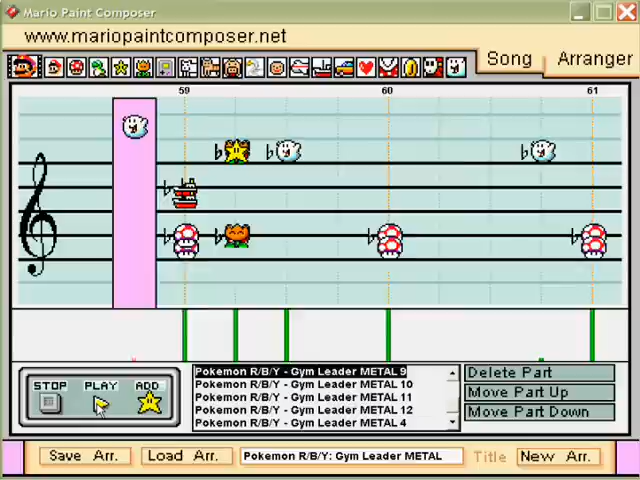 Mario Paint Composer
www.mariopaintcomposer.net
Song
Arranger
59 60 61
STOP PLAY ADD
Pokemon R/B/Y - Gym Leader METAL 9
Pokemon R/B/Y - Gym Leader METAL 10
Pokemon R/B/Y - Gym Leader METAL 11
Pokemon R/B/Y - Gym Leader METAL 12
Pokemon R/B/Y - Gym Leader METAL 4
Delete Part
Move Part Up
Move Part Down
Save Arr.
Load Arr.
Pokemon R/B/Y: Gym Leader METAL
Title
New Arr.